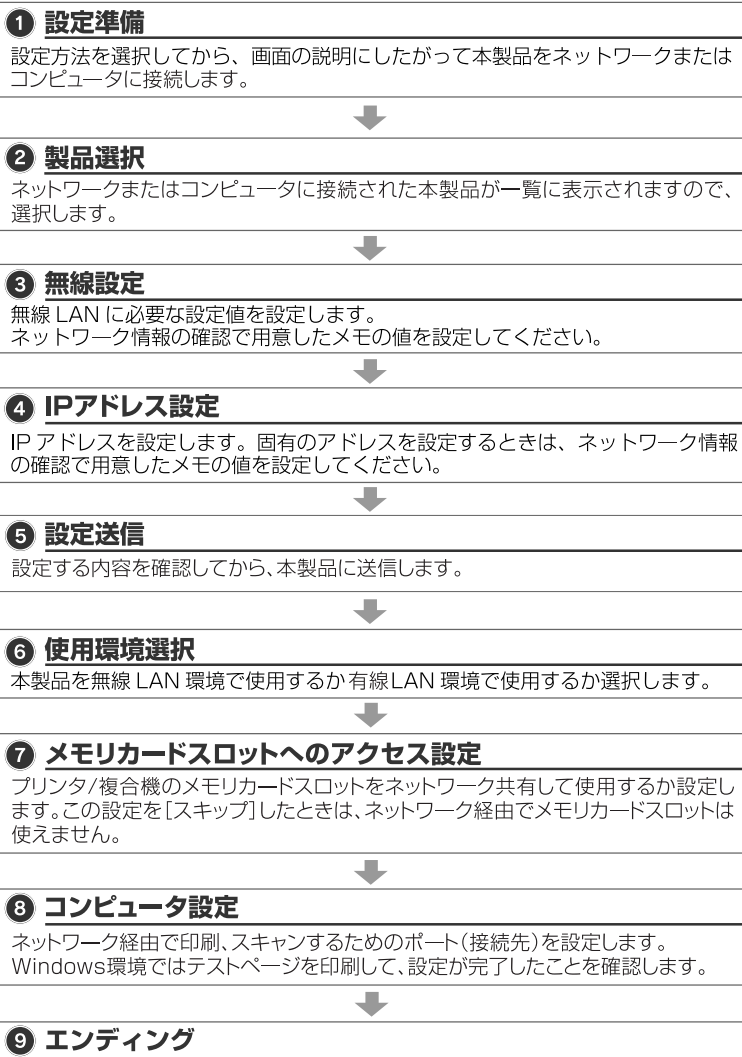 1 設定準備
設定方法を選択してから、画面の説明にしたがって本製品をネットワークまたは
コンピュータに接続します。
2 製品選択
ネットワークまたはコンピュータに接続された本製品が一覧に表示されますので、
選択します。
3 無線設定
無線 LAN に必要な設定値を設定します。
ネットワーク情報の確認で用意したメモの値を設定してください。
4 IPアドレス設定
IP アドレスを設定します。固有のアドレスを設定するときは、ネットワーク情報
の確認で用意したメモの値を設定してください。
5 設定送信
設定する内容を確認してから、本製品に送信します。
6 使用環境選択
本製品を無線 LAN 環境で使用するか有線LAN 環境で使用するか選択します。
7 メモリカードスロットへのアクセス設定
プリンタ/複合機のメモリカードスロットをネットワーク共有して使用するか設定し
ます。この設定を[スキップ]したときは、ネットワーク経由でメモリカードスロットは
使えません。
8 コンピュータ設定
ネットワーク経由で印刷、スキャンするためのポート(接続先)を設定します。
Windows環境ではテストページを印刷して、設定が完了したことを確認します。
9 エンディング